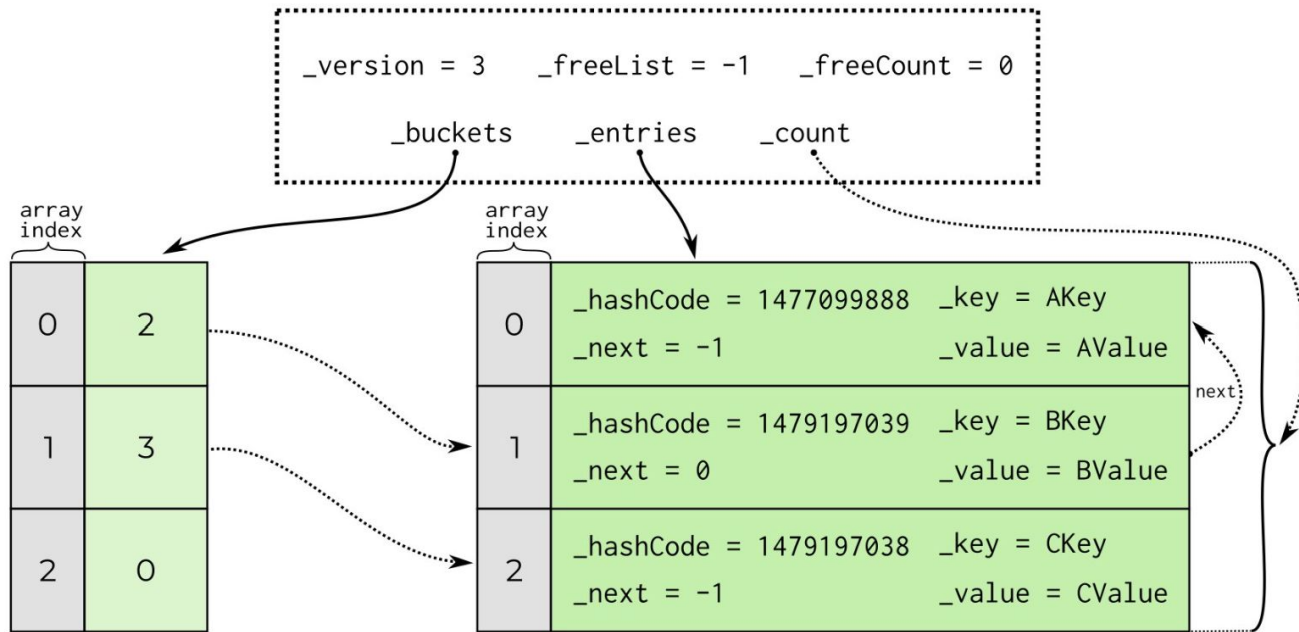 _version = 3 _freeList = -1 _freeCount = 0
_buckets _entries _count
array
index
0 2
1 3
2 0
array
index
0
_hashCode = 1477099888 _key = AKey
_next = -1 _value = AValue
next
1
_hashCode = 1479197039 _key = BKey
_next = 0 _value = BValue
2
_hashCode = 1479197038 _key = CKey
_next = -1 _value = CValue